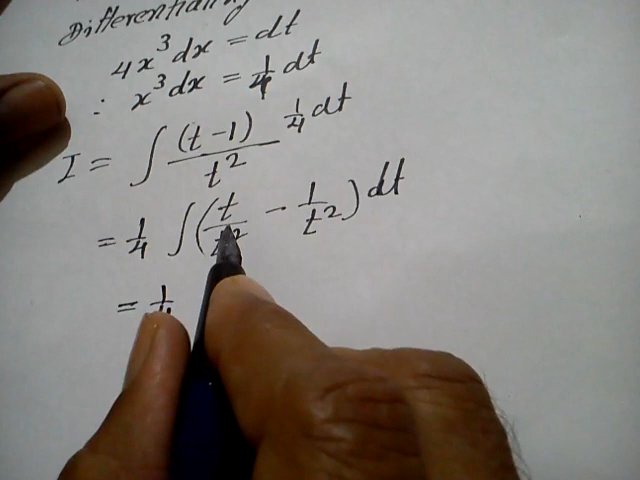 Differentiating
4x³dx = dt
∴ x³dx = 1/4 dt
I = ∫ (t-1)/t² 1/4 dt
= 1/4 ∫ (t/t² - 1/t²) dt
= 1/4